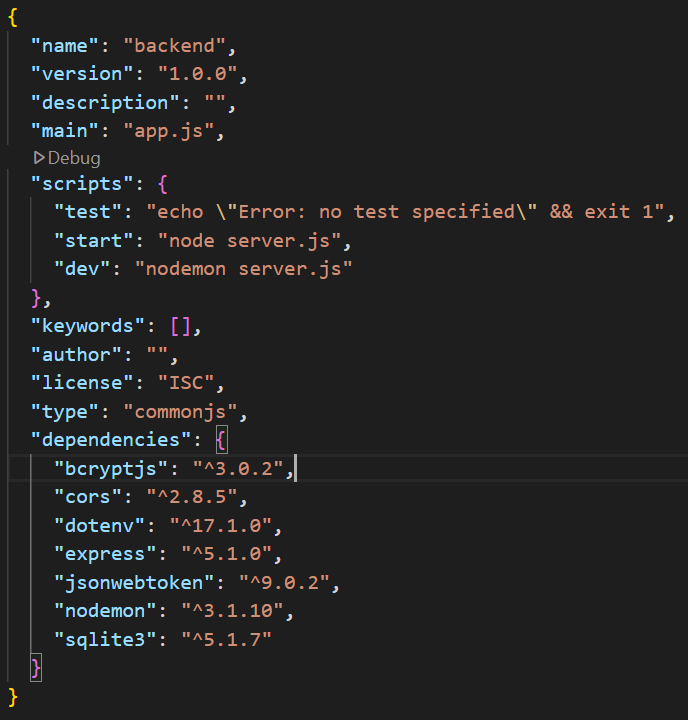 {
  "name": "backend",
  "version": "1.0.0",
  "description": "",
  "main": "app.js",
  Debug
  "scripts": {
    "test": "echo \"Error: no test specified\" && exit 1",
    "start": "node server.js",
    "dev": "nodemon server.js"
  },
  "keywords": [],
  "author": "",
  "license": "ISC",
  "type": "commonjs",
  "dependencies": {
    "bcryptjs": "^3.0.2",
    "cors": "^2.8.5",
    "dotenv": "^17.1.0",
    "express": "^5.1.0",
    "jsonwebtoken": "^9.0.2",
    "nodemon": "^3.1.10",
    "sqlite3": "^5.1.7"
  }
}